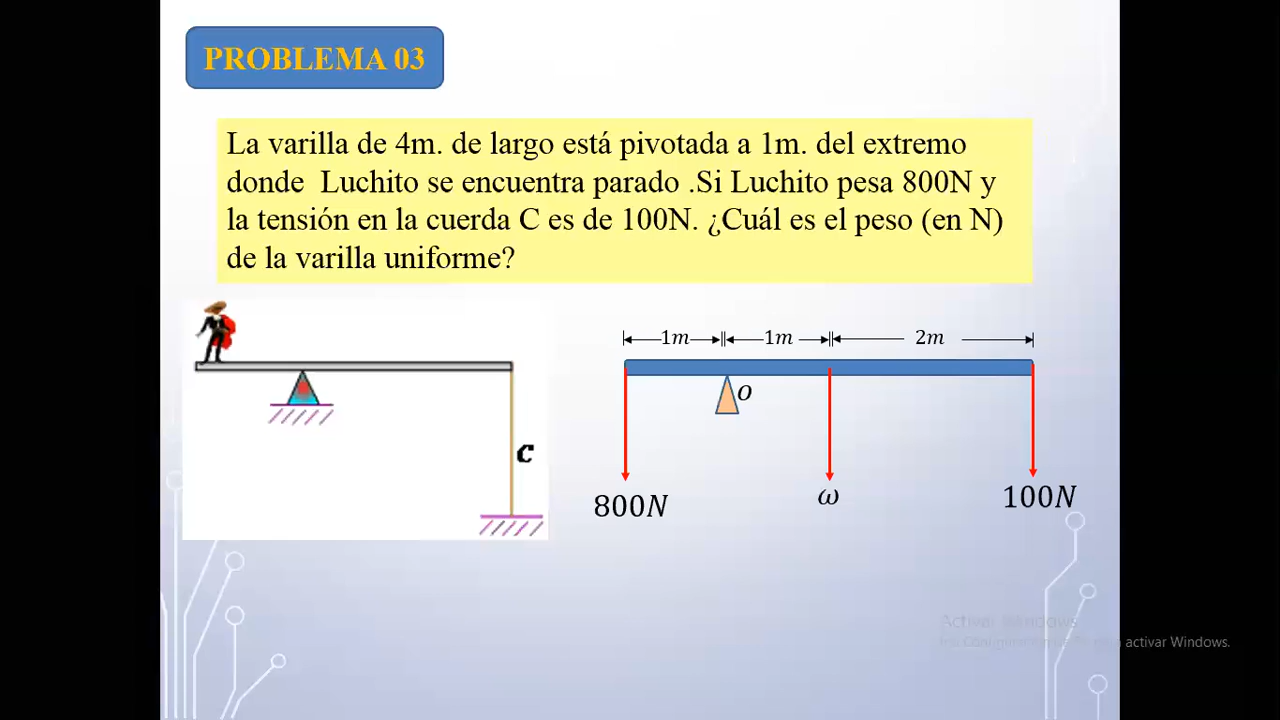 PROBLEMA 03
La varilla de 4m. de largo está pivotada a 1m. del extremo
donde Luchito se encuentra parado .Si Luchito pesa 800N y
la tensión en la cuerda C es de 100N. ¿Cuál es el peso (en N)
de la varilla uniforme?
1m 1m 2m
o
C
800N ω 100N
Activar Windows
activar Windows.